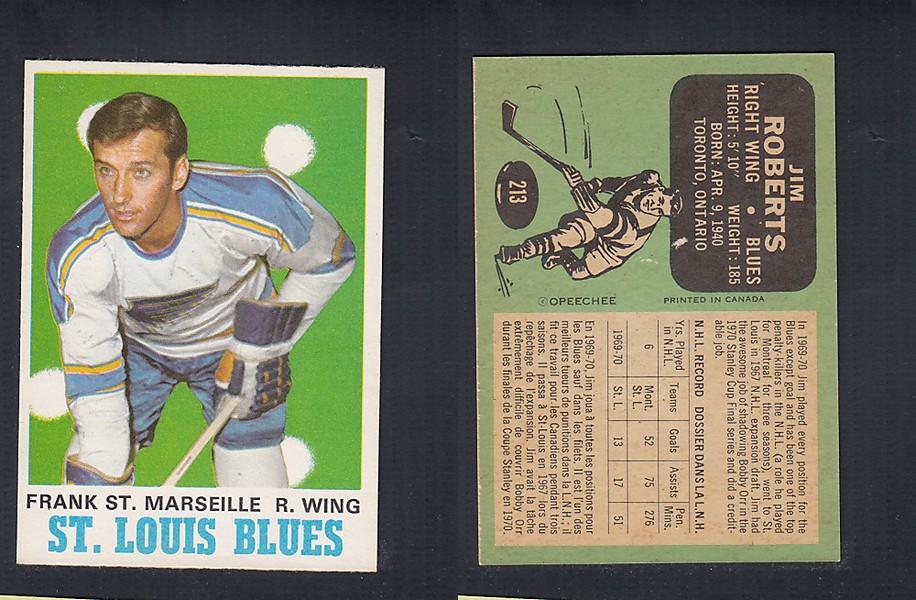 FRANK ST. MARSEILLE R. WING
ST. LOUIS BLUES
JIM
ROBERTS
RIGHT WING • BLUES
HEIGHT: 5' 10" WEIGHT: 185
BORN: APR. 9, 1940
TORONTO, ONTARIO
213
©OPEECHEE PRINTED IN CANADA
In 1969-70 Jim played every position for the
Blues except goal and has been one of the top
penalty-killers in the N.H.L. (a role he played
for Montreal for three seasons), went to St.
Louis in 1967 N.H.L. expansion draft. Jim had
the awesome job of shadowing Bobby Orr in the
1970 Stanley Cup Final series and did a credit-
able job.
N.H.L. RECORD DOSSIER DANS LA L.N.H.
Yrs. Played Teams Goals Assists Pen.
in N.H.L. Mins.
6 Mont. 52 75 276
St. L.
1969-70 St. L. 13 17 51
En 1969-70, Jim joua à toutes les positions pour
les Blues sauf dans les filets. Il est l'un des
meilleurs tueurs de punitions dans la L.N.H.; il
fit ce travail pour les Canadiens pendant trois
saisons. Il passa à St-Louis en 1967 lors du
repêchage de l'expansion. Jim avait la tâche
extrêmement difficile de couvrir Bobby Orr
durant les finales de la Coupe Stanley en 1970.